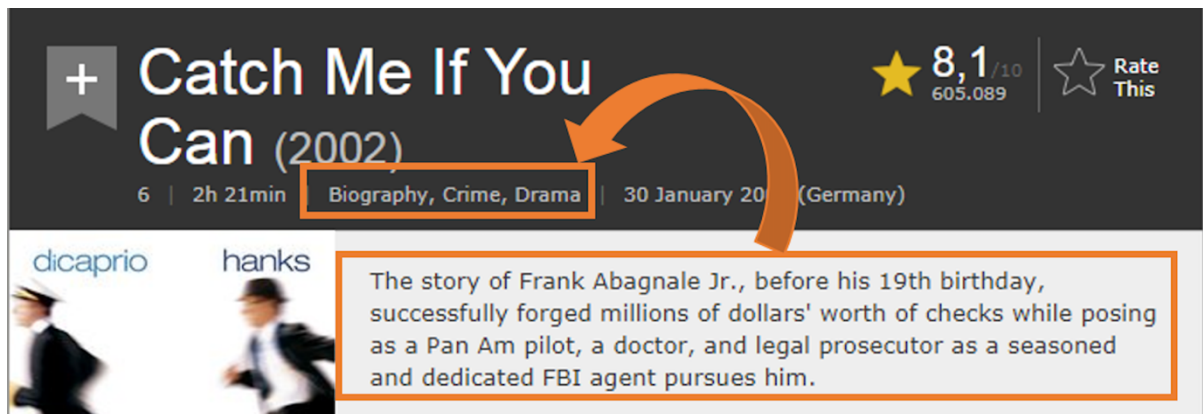 + Catch Me If You
Can (2002)
8,1/10
605.089
Rate
This
6 | 2h 21min | Biography, Crime, Drama | 30 January 20 (Germany)
dicaprio hanks
The story of Frank Abagnale Jr., before his 19th birthday,
successfully forged millions of dollars' worth of checks while posing
as a Pan Am pilot, a doctor, and legal prosecutor as a seasoned
and dedicated FBI agent pursues him.